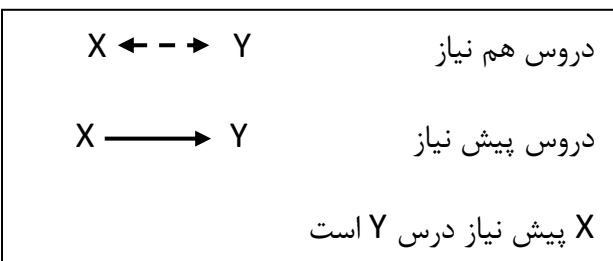 دروس هم نیاز X Y
دروس پیش نیاز X Y
X پیش نیاز درس Y است